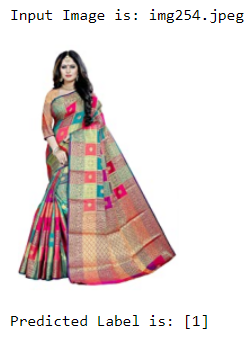 Input Image is: img254.jpeg
Predicted Label is: [1]